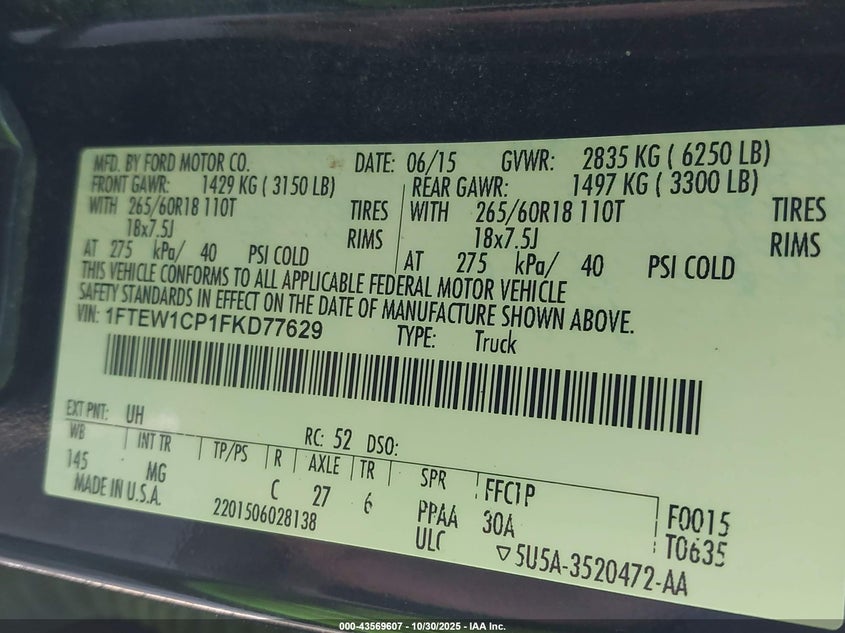 MFD. BY FORD MOTOR CO. DATE: 06/15 GVWR: 2835 KG ( 6250 LB)
FRONT GAWR: 1429 KG ( 3150 LB) REAR GAWR: 1497 KG ( 3300 LB)
WITH 265/60R18 110T TIRES WITH 265/60R18 110T TIRES
18x7.5J RIMS 18x7.5J RIMS
AT 275 kPa/ 40 PSI COLD AT 275 kPa/ 40 PSI COLD
THIS VEHICLE CONFORMS TO ALL APPLICABLE FEDERAL MOTOR VEHICLE
SAFETY STANDARDS IN EFFECT ON THE DATE OF MANUFACTURE SHOWN ABOVE.
VIN: 1FTEW1CP1FKD77629 TYPE: Truck
EXT PNT: UH RC: 52 DSO:
WB INT TR TP/PS R AXLE TR SPR FFC1P F0015
145 MG C 27 6 PPAA 30A T0635
MADE IN U.S.A. 2201506028138 ULC 5U5A-3520472-AA
000-43569607 - 10/30/2025 - IAA Inc.